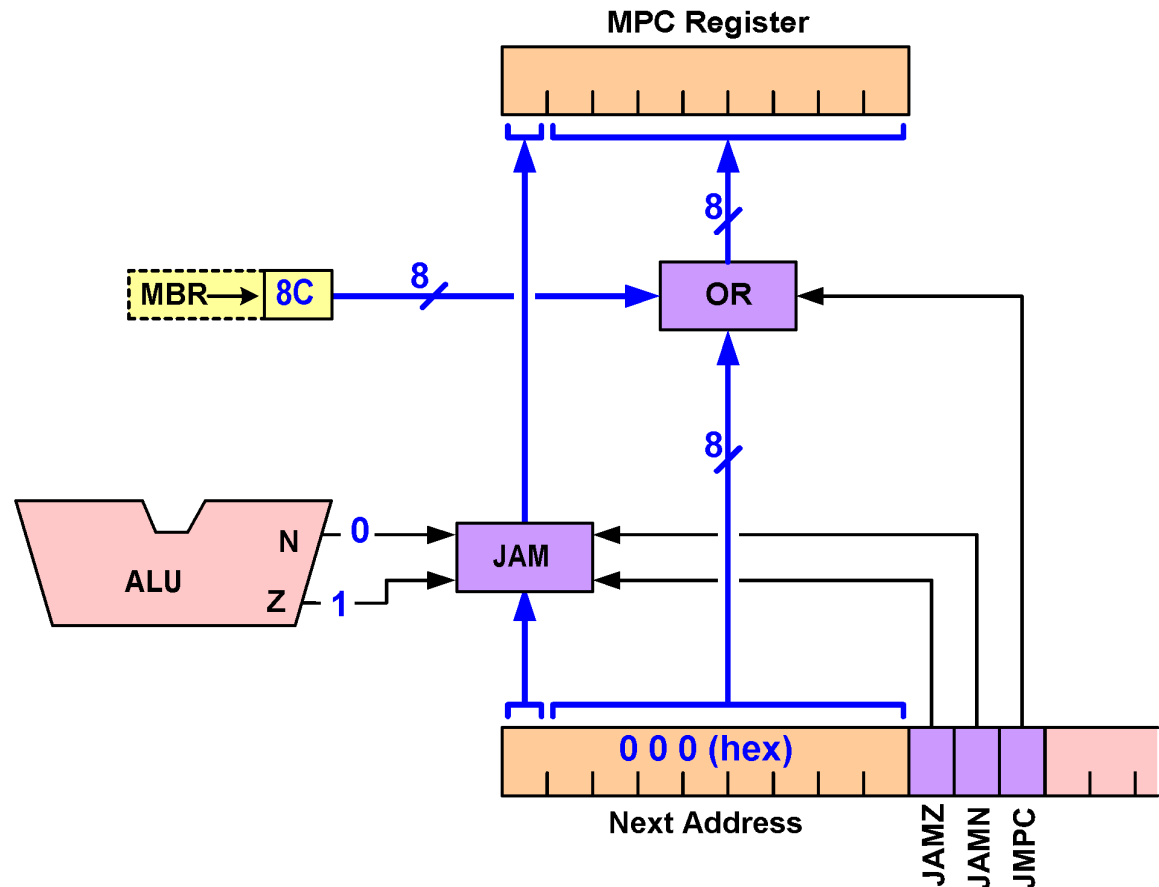 MPC Register
8
MBR
8C
8
OR
8
N
0
JAM
ALU
Z
1
0 0 0 (hex)
Next Address
JAMZ
JAMN
JMPC